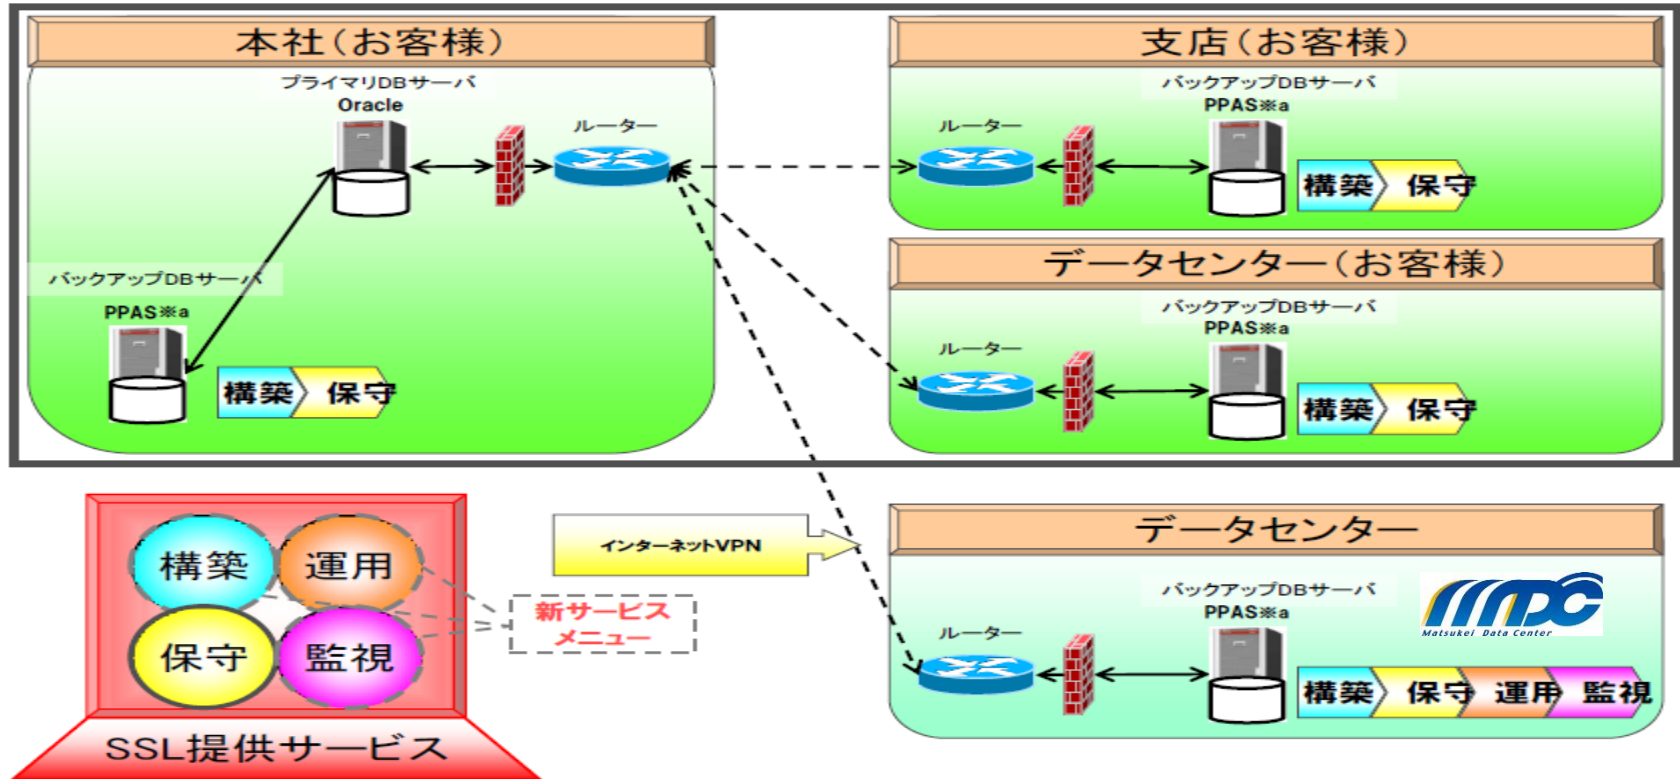 本社(お客様)
プライマリDBサーバ
Oracle
ルーター
バックアップDBサーバ
PPAS※a
構築 保守
支店(お客様)
バックアップDBサーバ
PPAS※a
ルーター
構築 保守
データセンター(お客様)
バックアップDBサーバ
PPAS※a
ルーター
構築 保守
構築 運用
保守 監視
SSL提供サービス
新サービス
メニュー
インターネットVPN
データセンター
バックアップDBサーバ
PPAS※a
ルーター
MDC
Matsukei Data Center
構築 保守 運用 監視